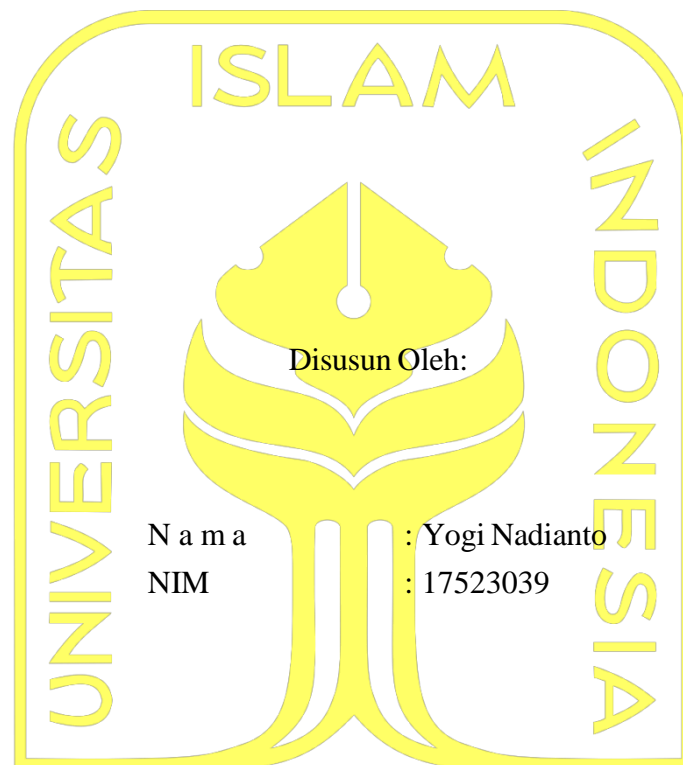 ISLAM
UNIVERSITAS
INDONESIA
Disusun Oleh:
N a m a : Yogi Nadianto
NIM : 17523039